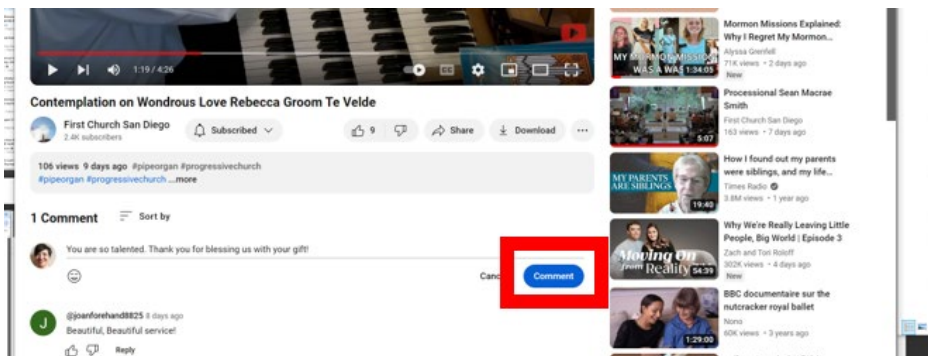 1:19 / 4:26
Contemplation on Wondrous Love Rebecca Groom Te Velde
First Church San Diego
2.4K subscribers
Subscribed
9
Share
Download
106 views 9 days ago #pipeorgan #progressivechurch
#pipeorgan #progressivechurch ...more
1 Comment
Sort by
You are so talented. Thank you for blessing us with your gift!
Canc
Comment
J
@joanforehand8825 8 days ago
Beautiful, Beautiful service!
Reply
MY MORMON MISSION
WAS A WAS
1:34:05
Mormon Missions Explained:
Why I Regret My Mormon...
Alyssa Grenfell
71K views • 2 days ago
New
5:07
Processional Sean Macrae
Smith
First Church San Diego
163 views • 7 days ago
MY PARENTS
ARE SIBLINGS
19:40
How I found out my parents
were siblings, and my life...
Times Radio
3.8M views • 1 year ago
Moving On
from Reality
54:39
Why We're Really Leaving Little
People, Big World | Episode 3
Zach and Tori Roloff
302K views • 4 days ago
New
1:29:00
BBC documentaire sur the
nutcracker royal ballet
Nono
60K views • 3 years ago